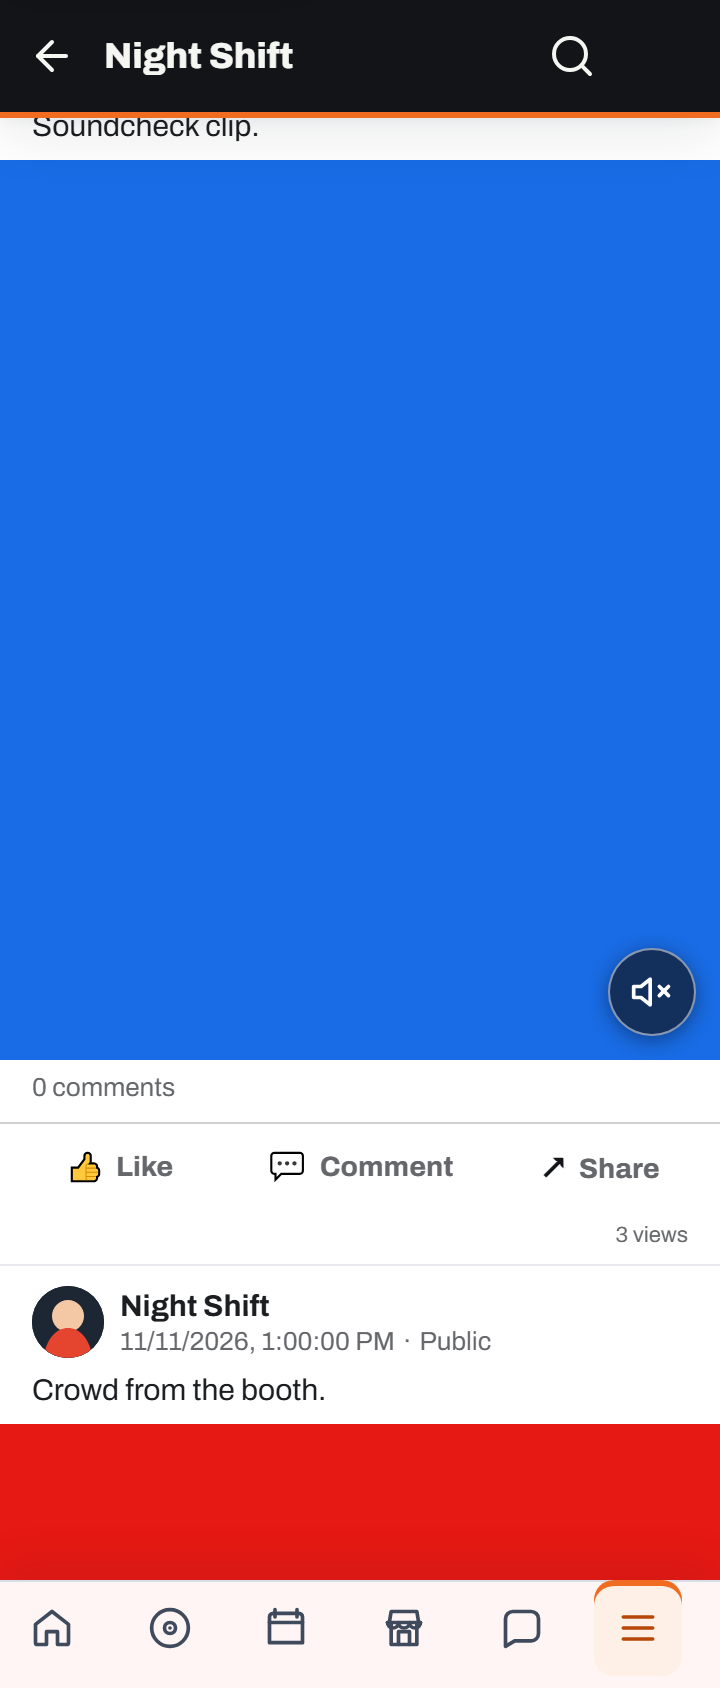 Night Shift
Soundcheck clip.
0 comments
Like
Comment
Share
3 views
Night Shift
11/11/2026, 1:00:00 PM · Public
Crowd from the booth.